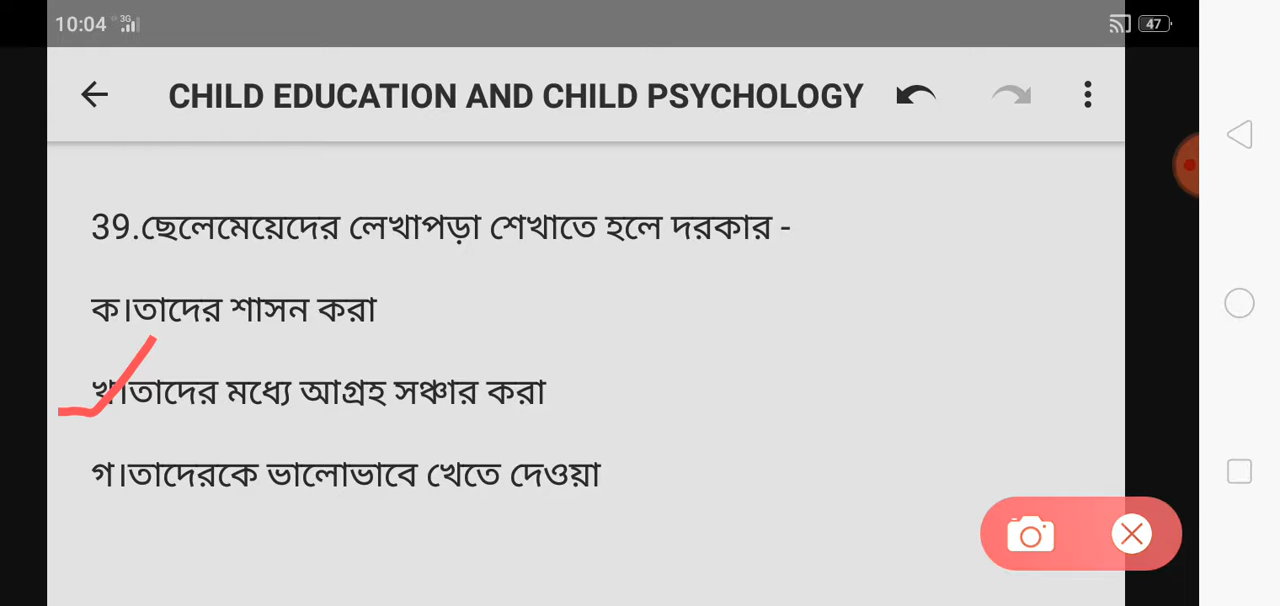 10:04 3G 47
CHILD EDUCATION AND CHILD PSYCHOLOGY
39.ছেলেমেয়েদের লেখাপড়া শেখাতে হলে দরকার -
ক।তাদের শাসন করা
খ।তাদের মধ্যে আগ্রহ সঞ্চার করা
গ।তাদেরকে ভালোভাবে খেতে দেওয়া